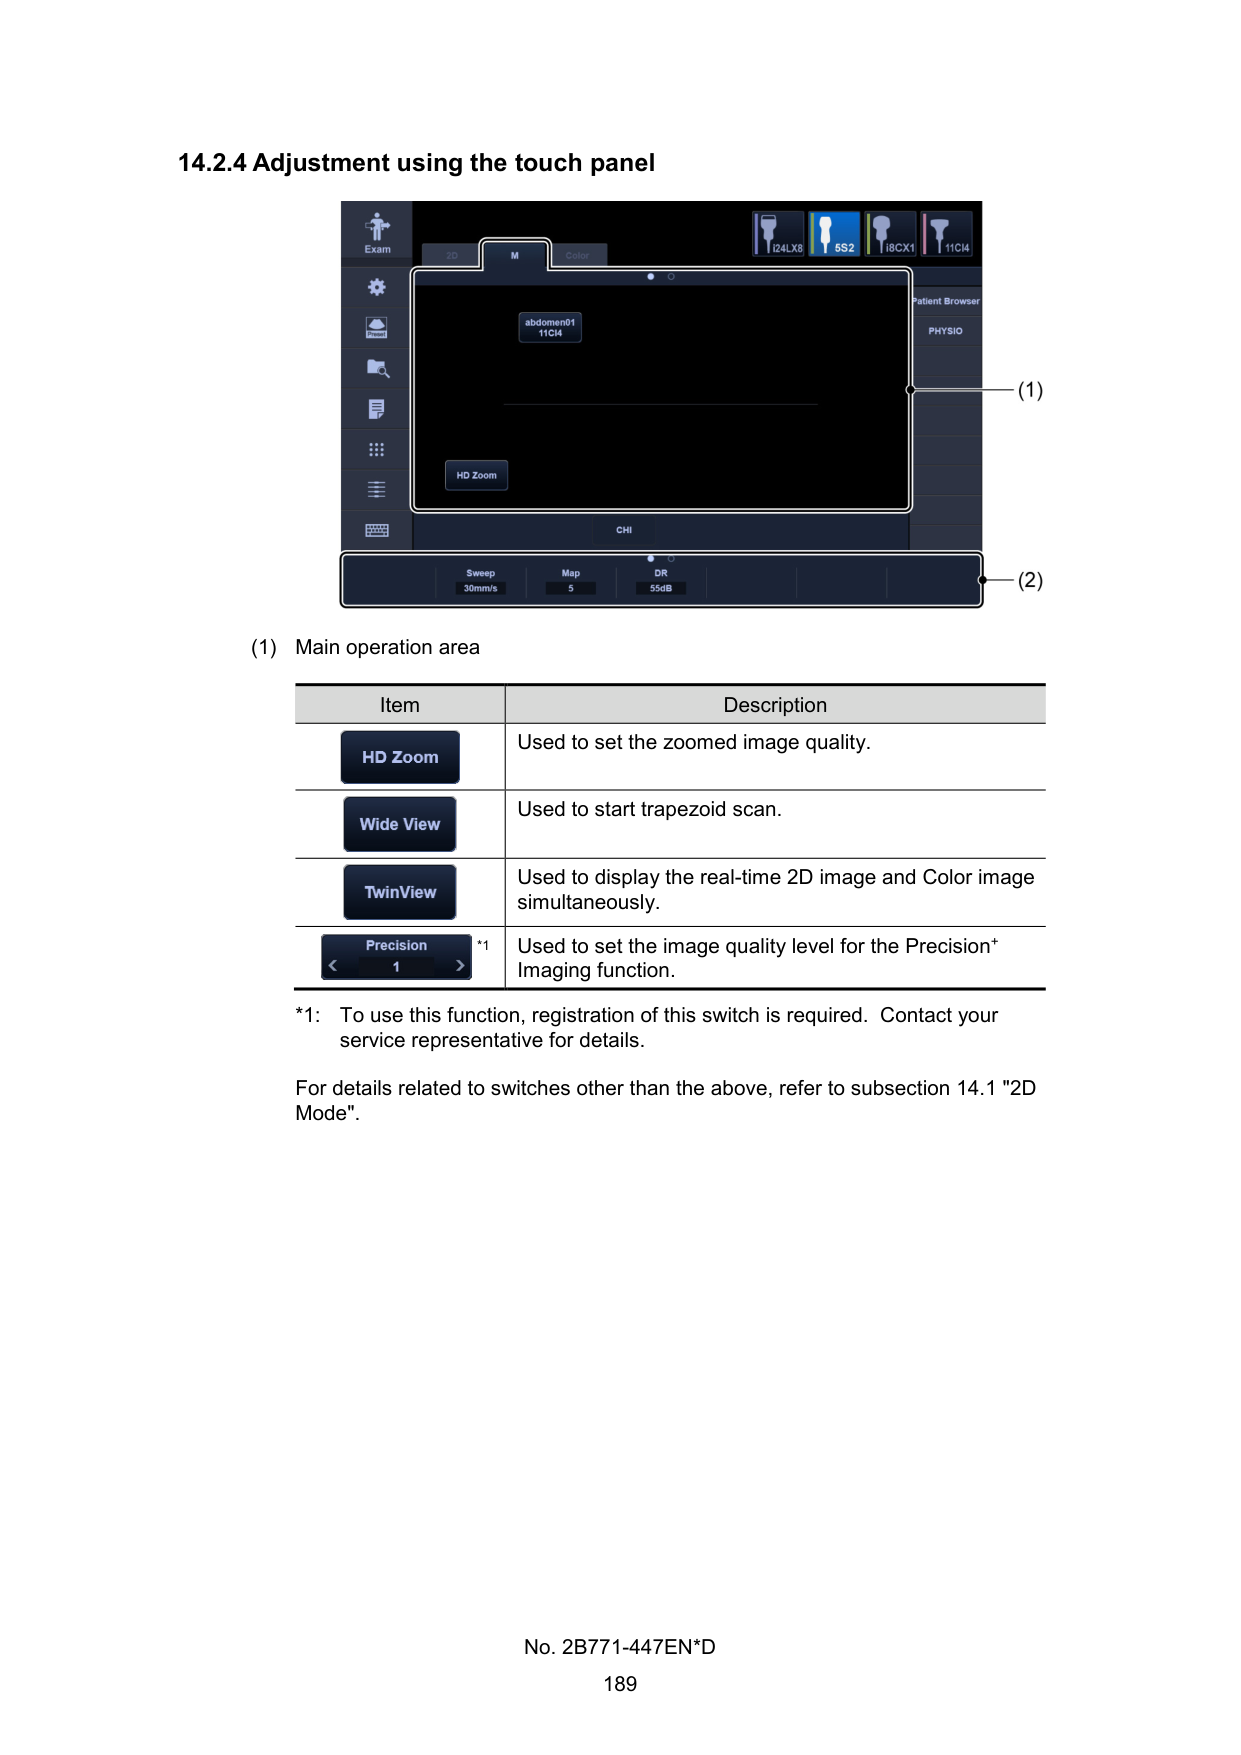 14.2.4 Adjustment using the touch panel
Exam
i24LX8
5S2
i8CX1
11CI4
2D
M
Color
Patient Browser
abdomen01
11CI4
PHYSIO
Preset
(1)
HD Zoom
CHI
Sweep
Map
DR
30mm/s
5
55dB
(2)
(1) Main operation area
Item
Description
HD Zoom
Used to set the zoomed image quality.
Wide View
Used to start trapezoid scan.
TwinView
Used to display the real-time 2D image and Color image
simultaneously.
Precision
< 1 >
*1
Used to set the image quality level for the Precision+
Imaging function.
*1: To use this function, registration of this switch is required. Contact your
service representative for details.
For details related to switches other than the above, refer to subsection 14.1 "2D
Mode".
No. 2B771-447EN*D
189